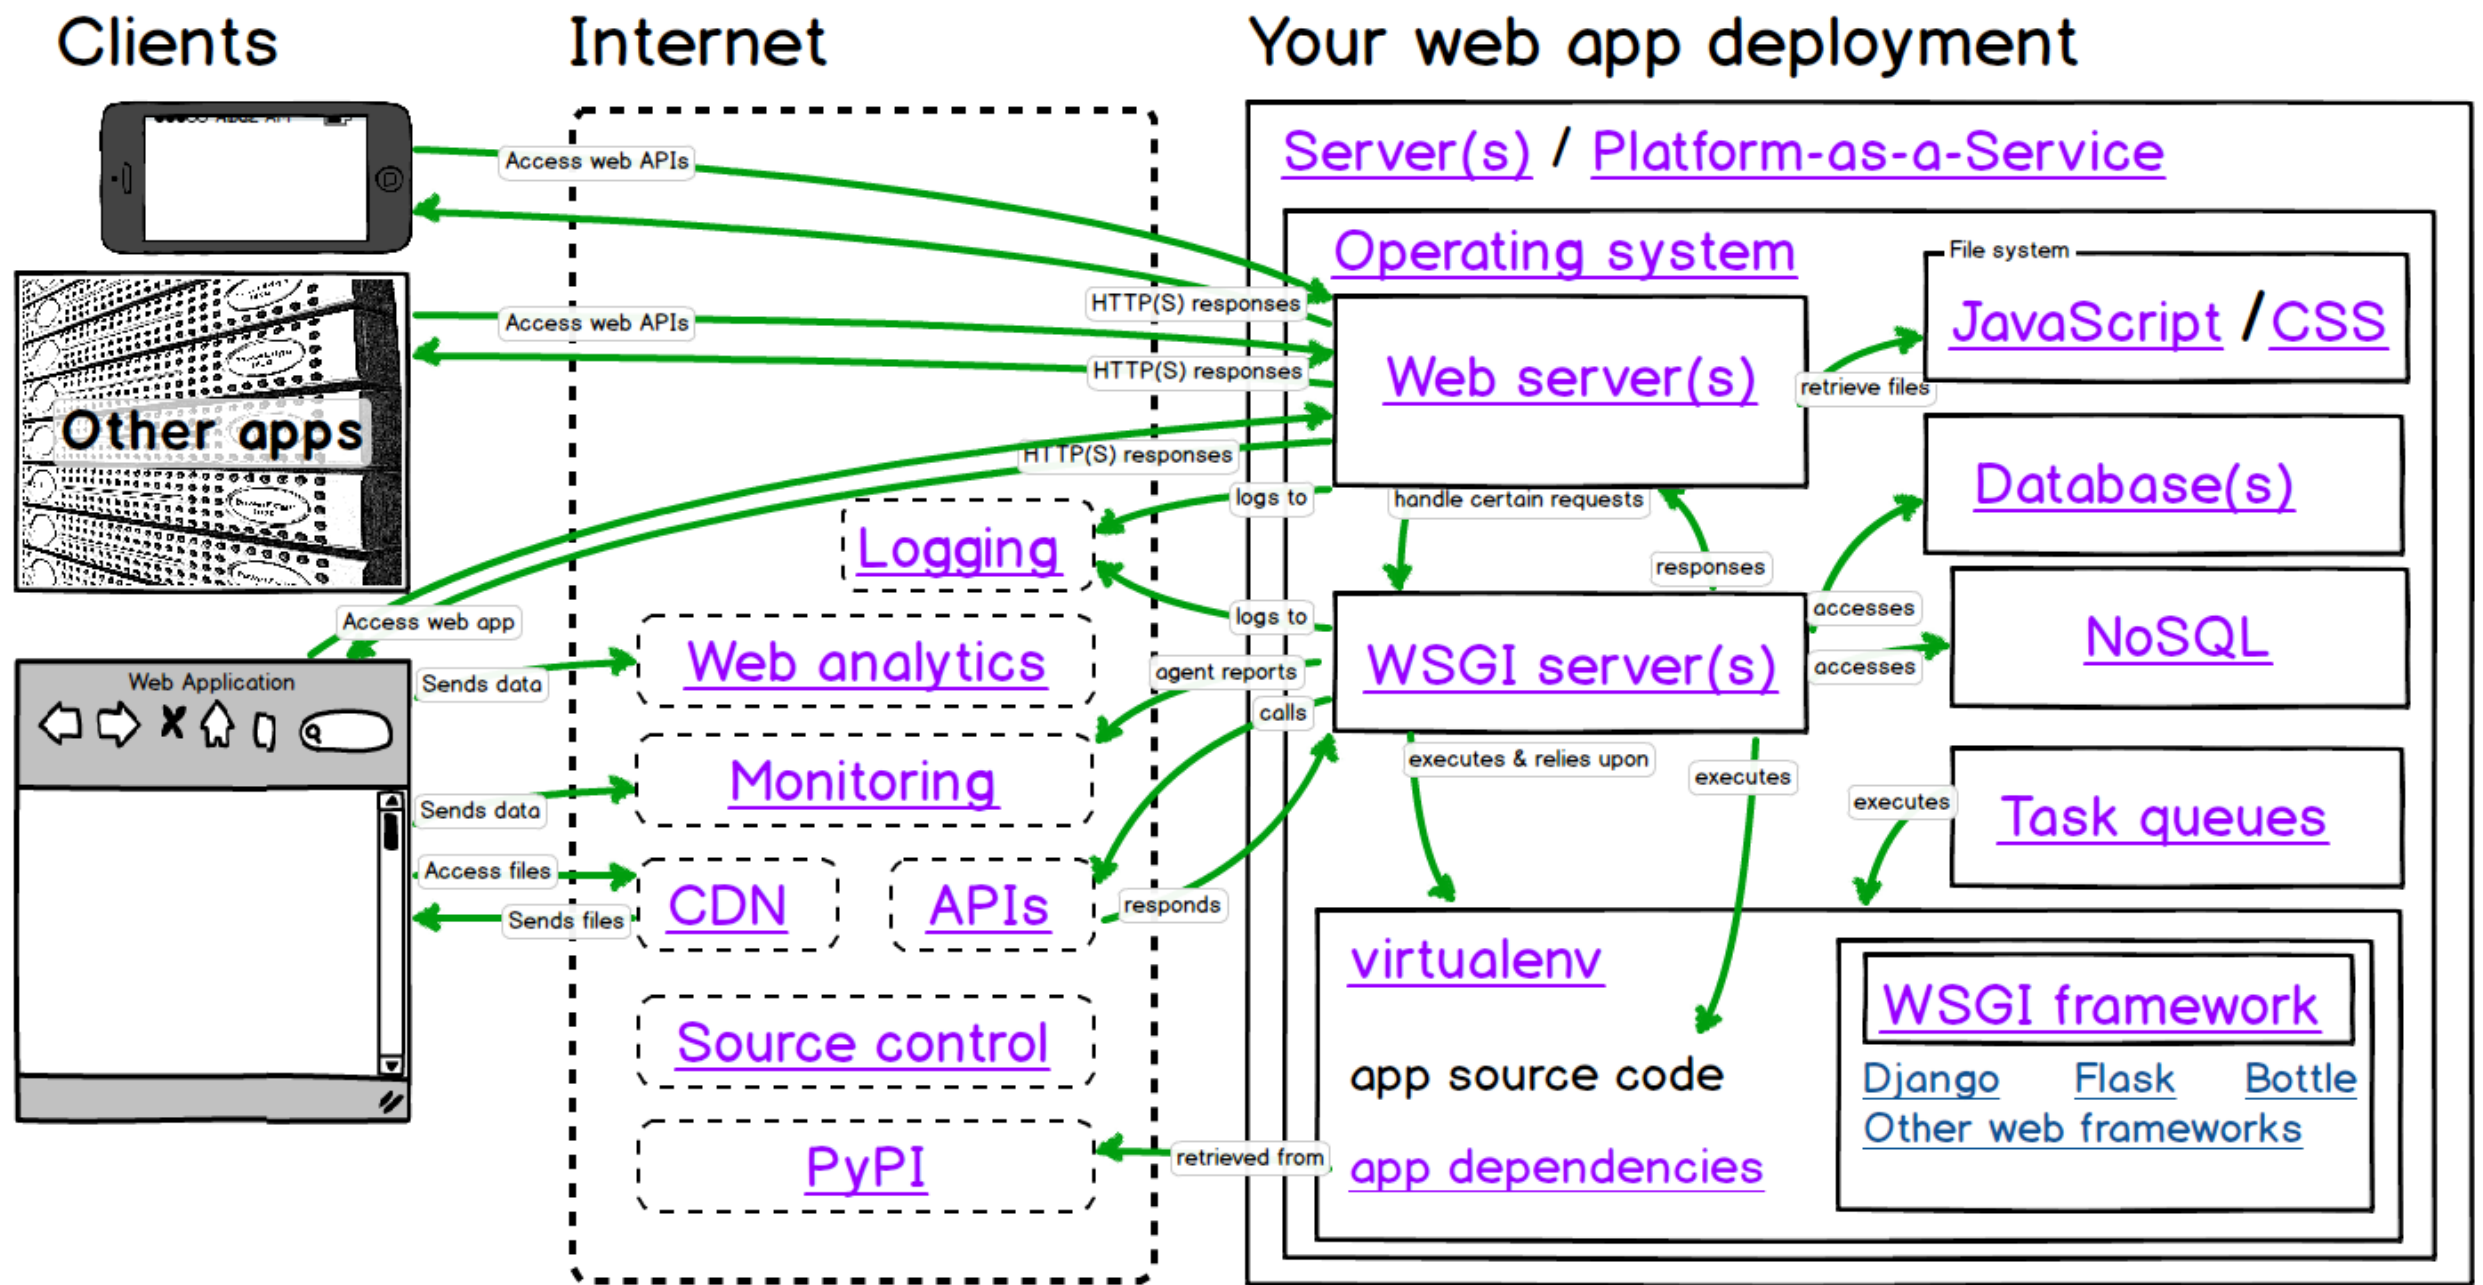 Clients
Internet
Your web app deployment
Server(s) / Platform-as-a-Service
Access web APIs
Operating system
File system
JavaScript / CSS
HTTP(S) responses
Access web APIs
HTTP(S) responses
Web server(s)
retrieve files
Other apps
HTTP(S) responses
logs to
handle certain requests
Database(s)
Logging
responses
Access web app
logs to
accesses
NoSQL
Web analytics
agent reports
WSGI server(s)
accesses
Web Application
Sends data
calls
executes & relies upon
executes
Monitoring
Sends data
executes
Task queues
Access files
CDN
APIs
responds
Sends files
virtualenv
WSGI framework
Source control
app source code
Django Flask Bottle
Other web frameworks
PyPI
retrieved from
app dependencies